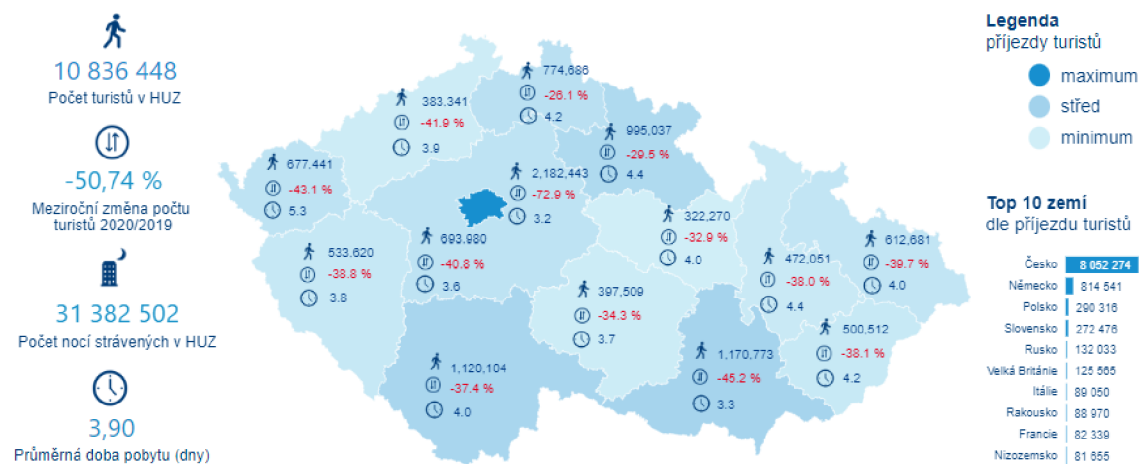 10 836 448
Počet turistů v HUZ
-50,74 %
Meziroční změna počtu
turistů 2020/2019
31 382 502
Počet nocí strávených v HUZ
3,90
Průměrná doba pobytu (dny)
774,686
-26.1 %
4.2
383.341
-41.9 %
3.9
995,037
-29.5 %
4.4
677,441
-43.1 %
5.3
2,182,443
-72.9 %
3.2
693,980
-40.8 %
3.6
533,620
-38.8 %
3.8
322,270
-32.9 %
4.0
612,681
-39.7 %
4.0
472,051
-38.0 %
4.4
397,509
-34.3 %
3.7
500,512
-38.1 %
4.2
1,120,104
-37.4 %
4.0
1,170,773
-45.2 %
3.3
Legenda
příjezdy turistů
maximum
střed
minimum
Top 10 zemí
dle příjezdu turistů
Česko 8 052 274
Německo 814 541
Polsko 290 316
Slovensko 272 476
Rusko 132 033
Velká Británie 125 565
Itálie 89 050
Rakousko 88 970
Francie 82 339
Nizozemsko 81 655